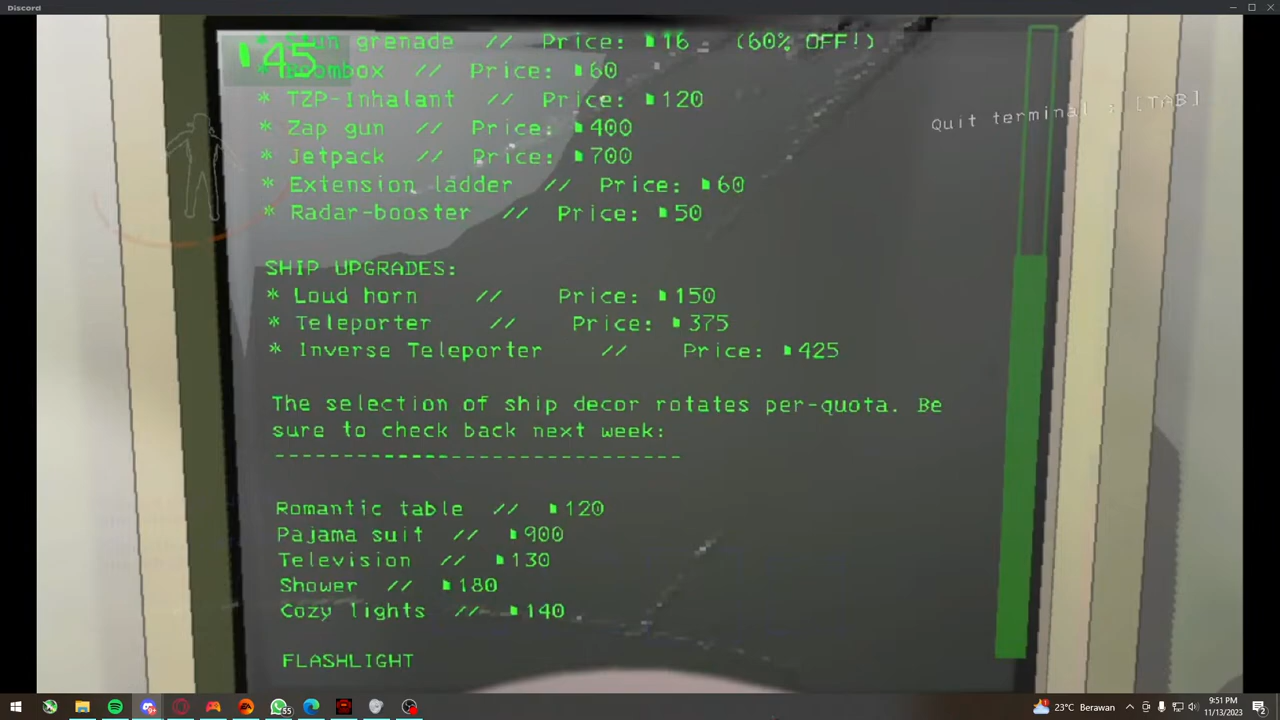 Discord
* Stun grenade // Price: ▮16 (60% OFF!)
▮45
* Boombox // Price: ▮60
* TZP-Inhalant // Price: ▮120
* Zap gun // Price: ▮400
* Jetpack // Price: ▮700
* Extension ladder // Price: ▮60
* Radar-booster // Price: ▮50
Quit terminal : [TAB]
SHIP UPGRADES:
* Loud horn // Price: ▮150
* Teleporter // Price: ▮375
* Inverse Teleporter // Price: ▮425
The selection of ship decor rotates per-quota. Be
sure to check back next week:
------------------------------
Romantic table // ▮120
Pajama suit // ▮900
Television // ▮130
Shower // ▮180
Cozy lights // ▮140
FLASHLIGHT
55
23°C Berawan
9:51 PM
11/13/2023
2